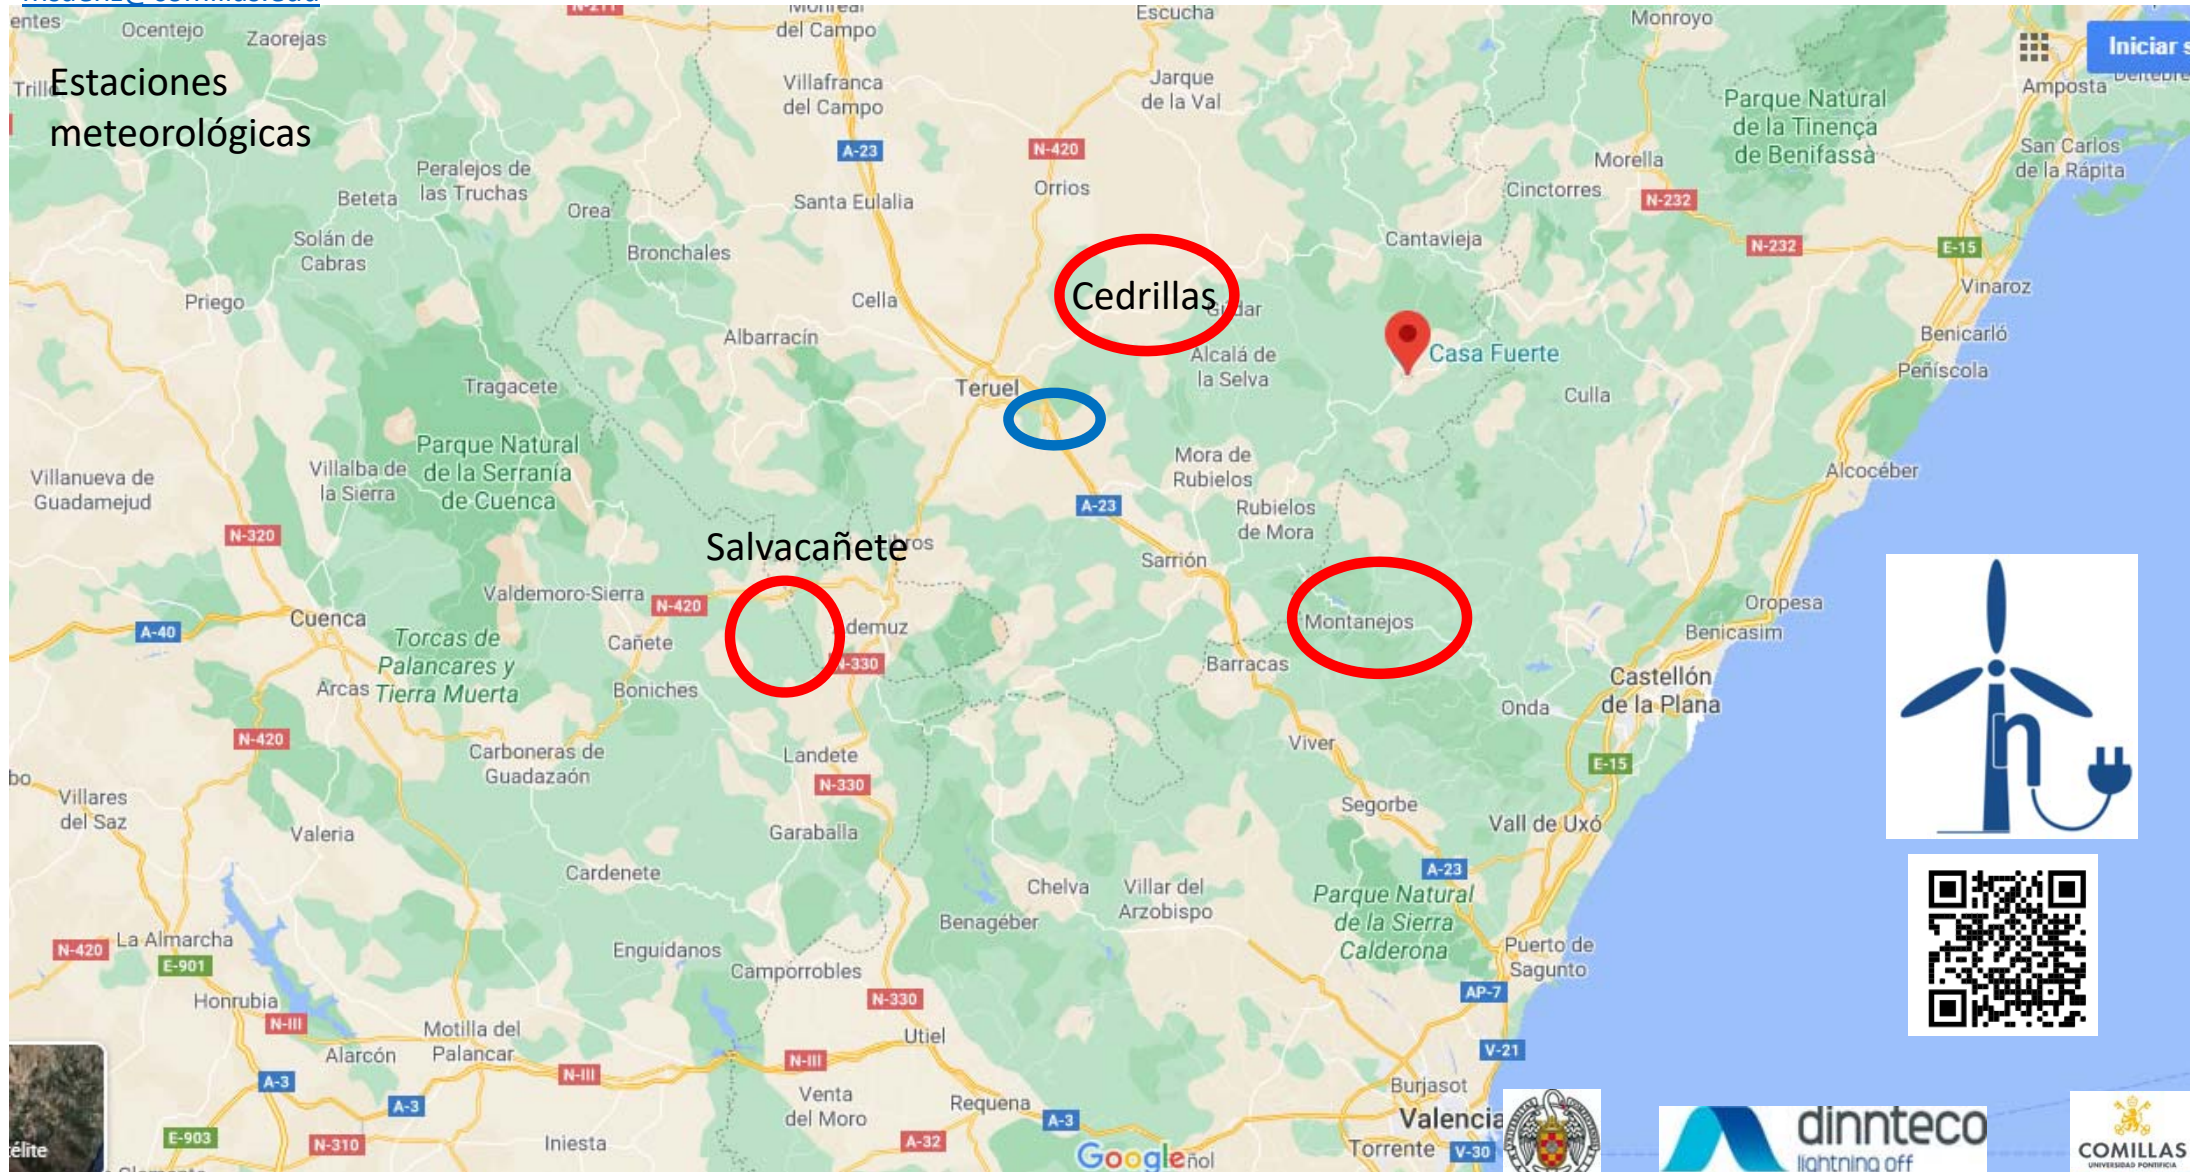 Estaciones
meteorológicas
Ocentejo
Zaorejas
Monreal
del Campo
Escucha
Monroyo
Iniciar s
Villafranca
del Campo
Jarque
de la Val
Amposta
Parque Natural
de la Tinença
de Benifassà
A-23
N-420
Morella
San Carlos
de la Rápita
Peralejos de
las Truchas
Beteta
Orea
Santa Eulalia
Orrios
Cinctorres
N-232
Solán de
Cabras
Bronchales
Cantavieja
N-232
E-15
Priego
Cella
Cedrillas
Vinaroz
Albarracín
Alcalá de
la Selva
Casa Fuerte
Benicarló
Peñíscola
Tragacete
Teruel
Culla
Parque Natural
de la Serranía
de Cuenca
Villalba de
la Sierra
Villanueva de
Guadamejud
Mora de
Rubielos
Alcocéber
A-23
Rubielos
de Mora
N-320
Salvacañete
Sarrión
Valdemoro-Sierra
N-420
Cuenca
A-40
Torcas de
Palancares y
Tierra Muerta
Cañete
N-330
Montanejos
Oropesa
Benicasim
Arcas
Boniches
Barracas
Castellón
de la Plana
Onda
N-420
Carboneras de
Guadazaón
Landete
Viver
E-15
N-330
Villares
del Saz
Valeria
Garaballa
Segorbe
Vall de Uxó
Cardenete
Chelva
Villar del
Arzobispo
A-23
Parque Natural
de la Sierra
Calderona
Benagéber
N-420
La Almarcha
E-901
Enguídanos
Camporrobles
Puerto de
Sagunto
Honrubia
N-III
N-330
AP-7
Motilla del
Palancar
Alarcón
Utiel
N-III
N-III
V-21
A-3
A-3
Venta
del Moro
Requena
A-3
Burjasot
Valencia
E-903
N-310
Iniesta
A-32
Google
Torrente
V-30
dinnteco
lightning off
COMILLAS
UNIVERSIDAD PONTIFICIA